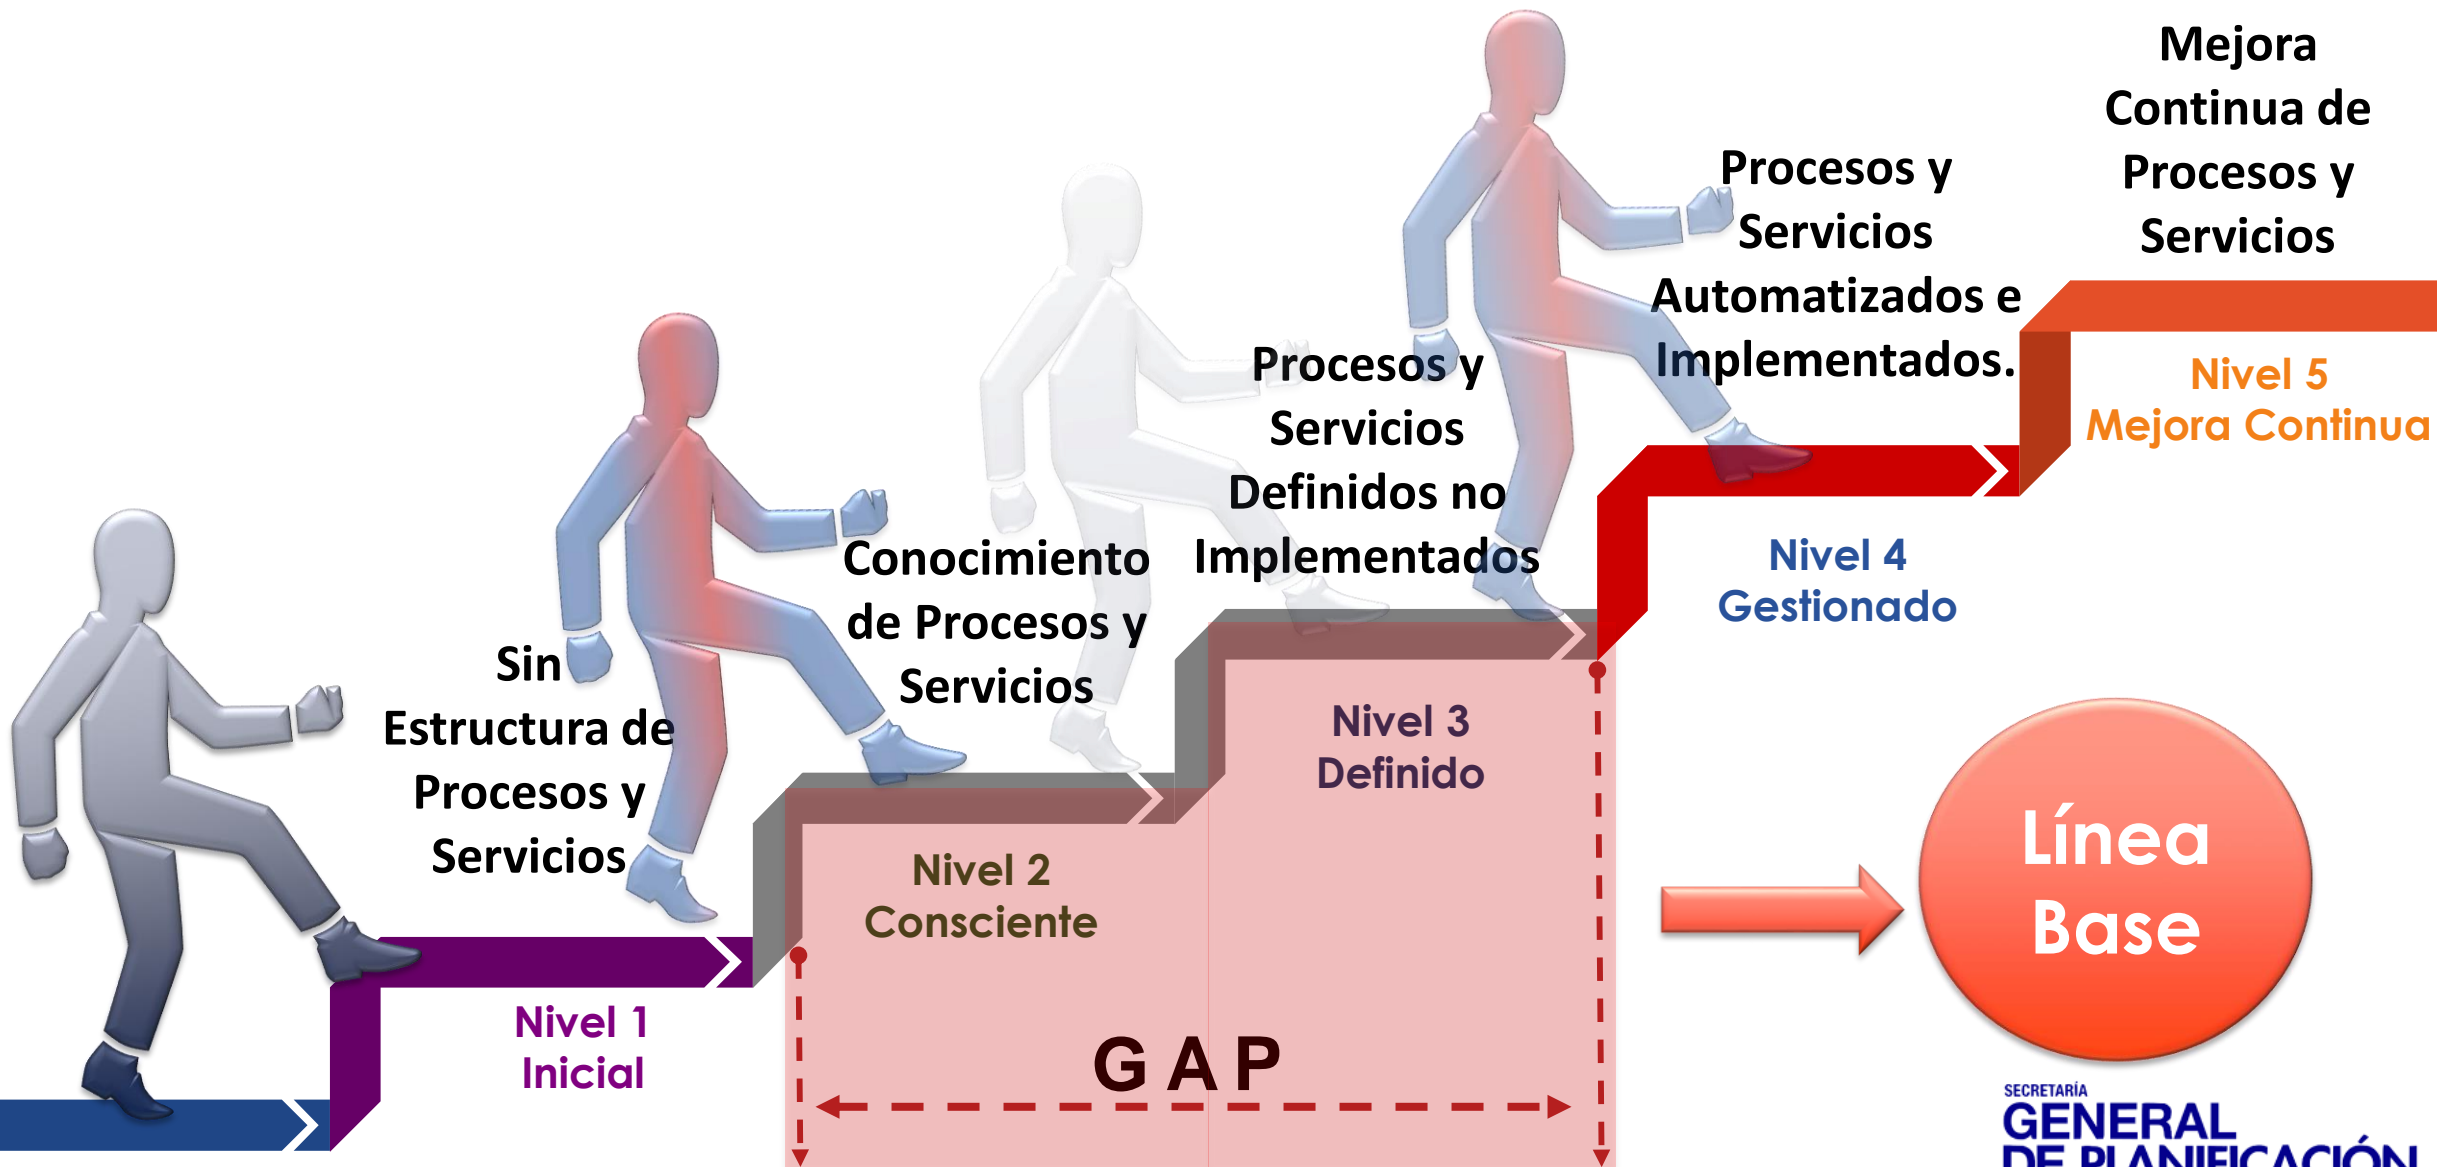 Sin
Estructura de
Procesos y
Servicios
Nivel 1
Inicial
Conocimiento
de Procesos y
Servicios
Nivel 2
Consciente
Procesos y
Servicios
Definidos no
Implementados
Nivel 3
Definido
Procesos y
Servicios
Automatizados e
Implementados.
Nivel 4
Gestionado
Mejora
Continua de
Procesos y
Servicios
Nivel 5
Mejora Continua
GAP
Línea
Base
SECRETARÍA
GENERAL
DE PLANIFICACIÓN